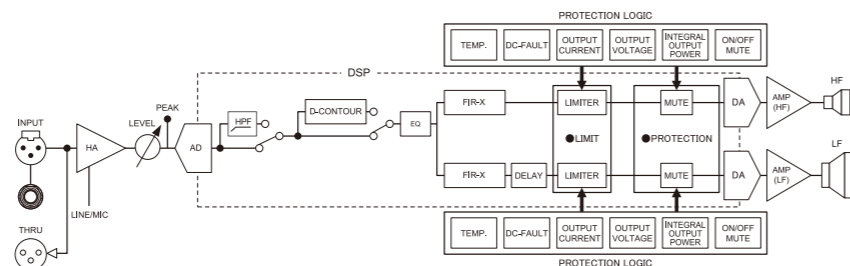 PROTECTION LOGIC
TEMP.
DC-FAULT
OUTPUT
CURRENT
OUTPUT
VOLTAGE
INTEGRAL
OUTPUT
POWER
ON/OFF
MUTE
DSP
PEAK
LEVEL
INPUT
HA
LINE/MIC
THRU
AD
HPF
D-CONTOUR
EQ
FIR-X
LIMITER
MUTE
DA
AMP
(HF)
HF
●LIMIT
●PROTECTION
FIR-X
DELAY
LIMITER
MUTE
DA
AMP
(LF)
LF
TEMP.
DC-FAULT
OUTPUT
CURRENT
OUTPUT
VOLTAGE
INTEGRAL
OUTPUT
POWER
ON/OFF
MUTE
PROTECTION LOGIC